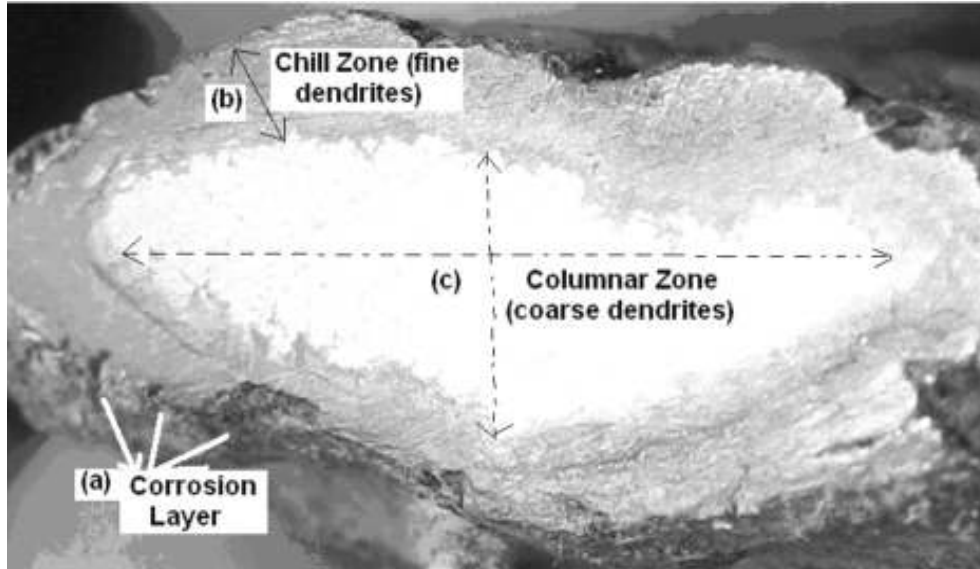 Chill Zone (fine
dendrites)
(b)
(c)
Columnar Zone
(coarse dendrites)
(a)
Corrosion
Layer